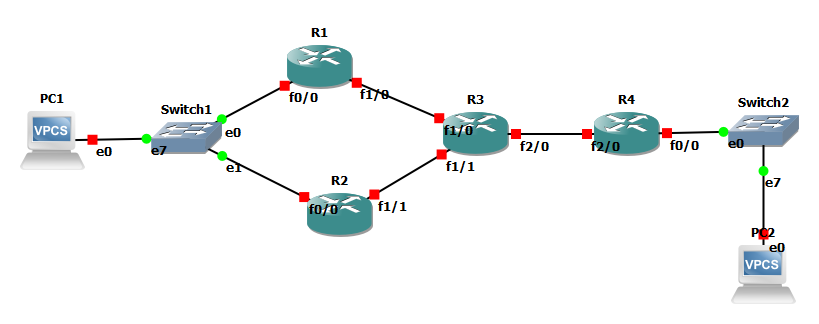 R1
PC1
VPCS
e0
Switch1
e7
e0
e1
f0/0
f1/0
R2
f0/0
f1/1
R3
f1/0
f1/1
f2/0
R4
f2/0
f0/0
Switch2
e0
e7
PC2
e0
VPCS